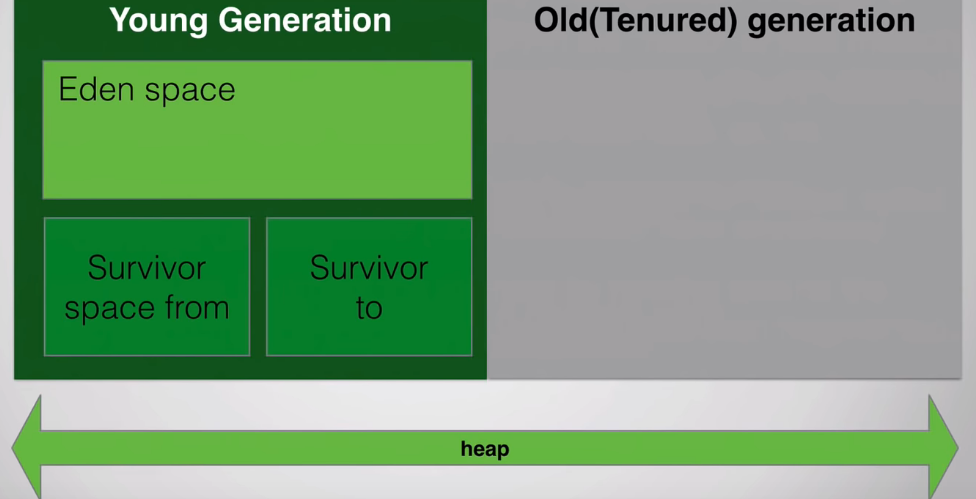 Young Generation
Old(Tenured) generation
Eden space
Survivor
space from
Survivor
to
heap